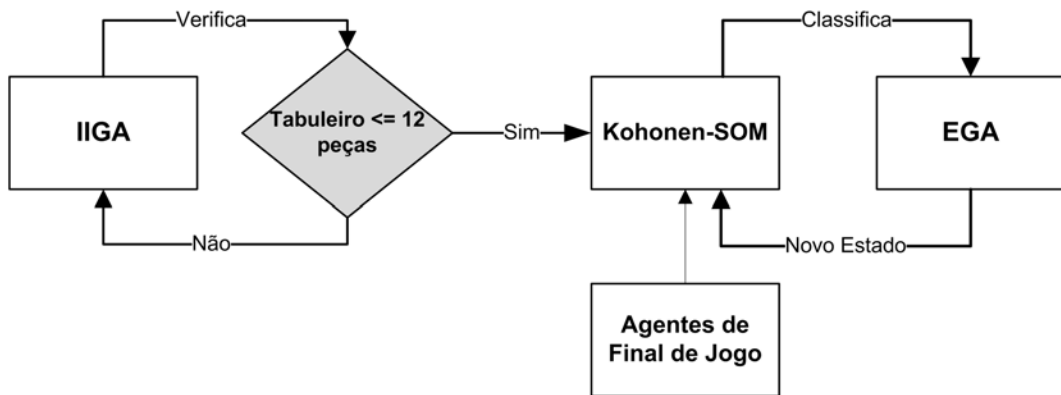 Verifica
Classifica
IIGA
Tabuleiro <= 12
peças
Sim
Kohonen-SOM
EGA
Não
Novo Estado
Agentes de
Final de Jogo